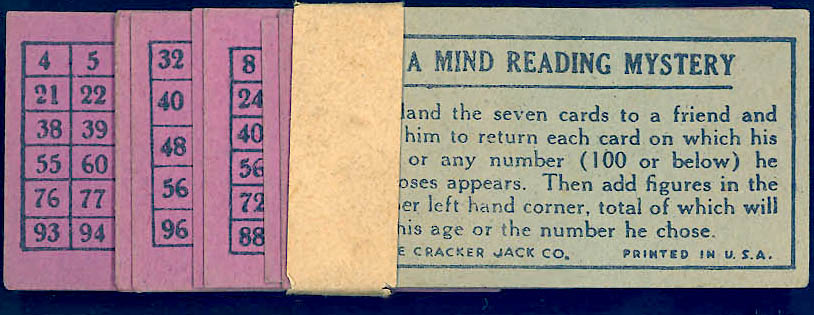 4 5
21 22
38 39
55 60
76 77
93 94
32
40
48
56
96
8
24
40
56
72
88
A MIND READING MYSTERY
land the seven cards to a friend and
him to return each card on which his
or any number (100 or below) he
oses appears. Then add figures in the
er left hand corner, total of which will
his age or the number he chose.
E CRACKER JACK CO. PRINTED IN U.S.A.